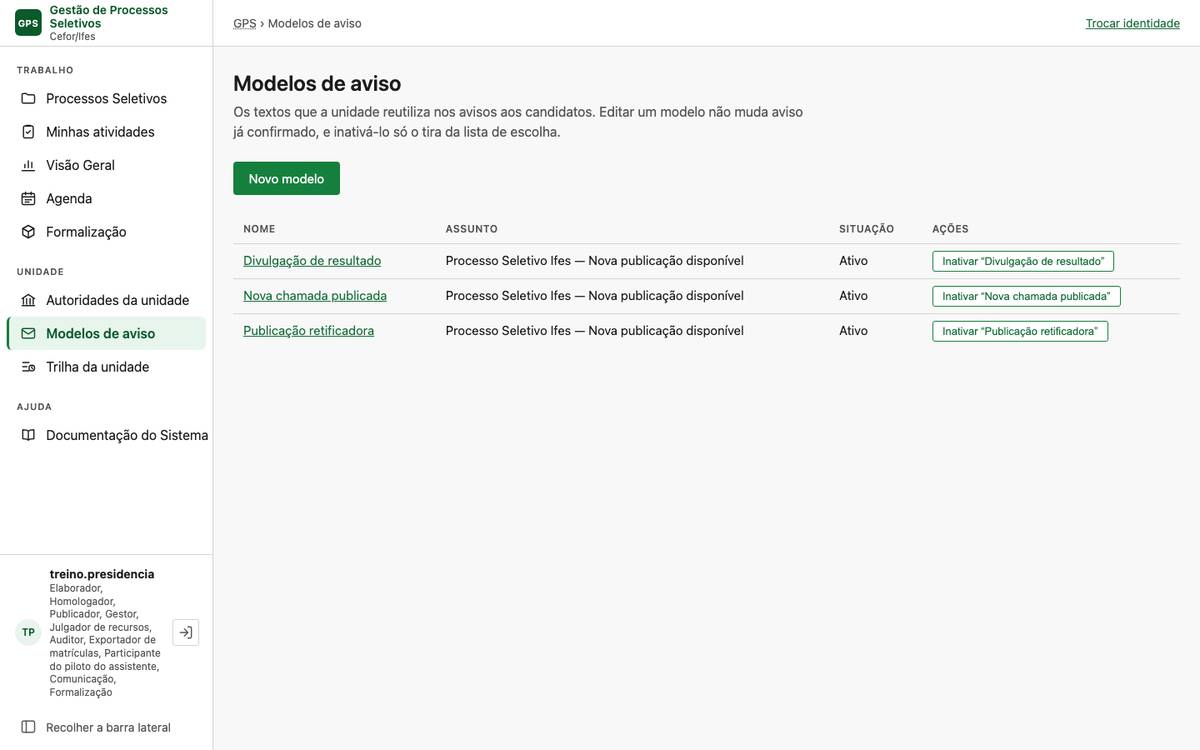 GPS
Gestão de Processos
Seletivos
Cefor/Ifes
GPS › Modelos de aviso
Trocar identidade
TRABALHO
Processos Seletivos
Minhas atividades
Visão Geral
Agenda
Formalização
UNIDADE
Autoridades da unidade
Modelos de aviso
Trilha da unidade
AJUDA
Documentação do Sistema
treino.presidencia
TP
Elaborador,
Homologador,
Publicador, Gestor,
Julgador de recursos,
Auditor, Exportador de
matrículas, Participante
do piloto do assistente,
Comunicação,
Formalização
Recolher a barra lateral
Modelos de aviso
Os textos que a unidade reutiliza nos avisos aos candidatos. Editar um modelo não muda aviso
já confirmado, e inativá-lo só o tira da lista de escolha.
Novo modelo
NOME ASSUNTO SITUAÇÃO AÇÕES
Divulgação de resultado Processo Seletivo Ifes — Nova publicação disponível Ativo Inativar “Divulgação de resultado”
Nova chamada publicada Processo Seletivo Ifes — Nova publicação disponível Ativo Inativar “Nova chamada publicada”
Publicação retificadora Processo Seletivo Ifes — Nova publicação disponível Ativo Inativar “Publicação retificadora”